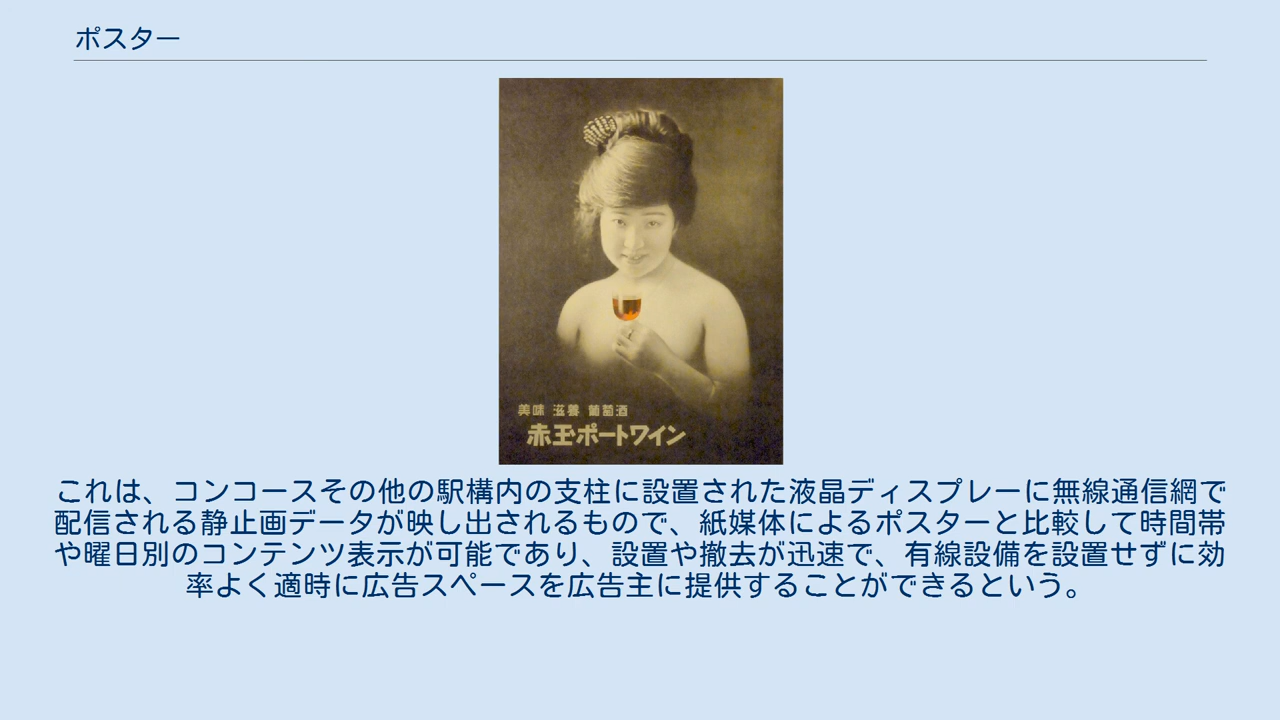 ポスター
美味 滋養 葡萄酒
赤玉ポートワイン
これは、コンコースその他の駅構内の支柱に設置された液晶ディスプレーに無線通信網で
配信される静止画データが映し出されるもので、紙媒体によるポスターと比較して時間帯
や曜日別のコンテンツ表示が可能であり、設置や撤去が迅速で、有線設備を設置せずに効
率よく適時に広告スペースを広告主に提供することができるという。